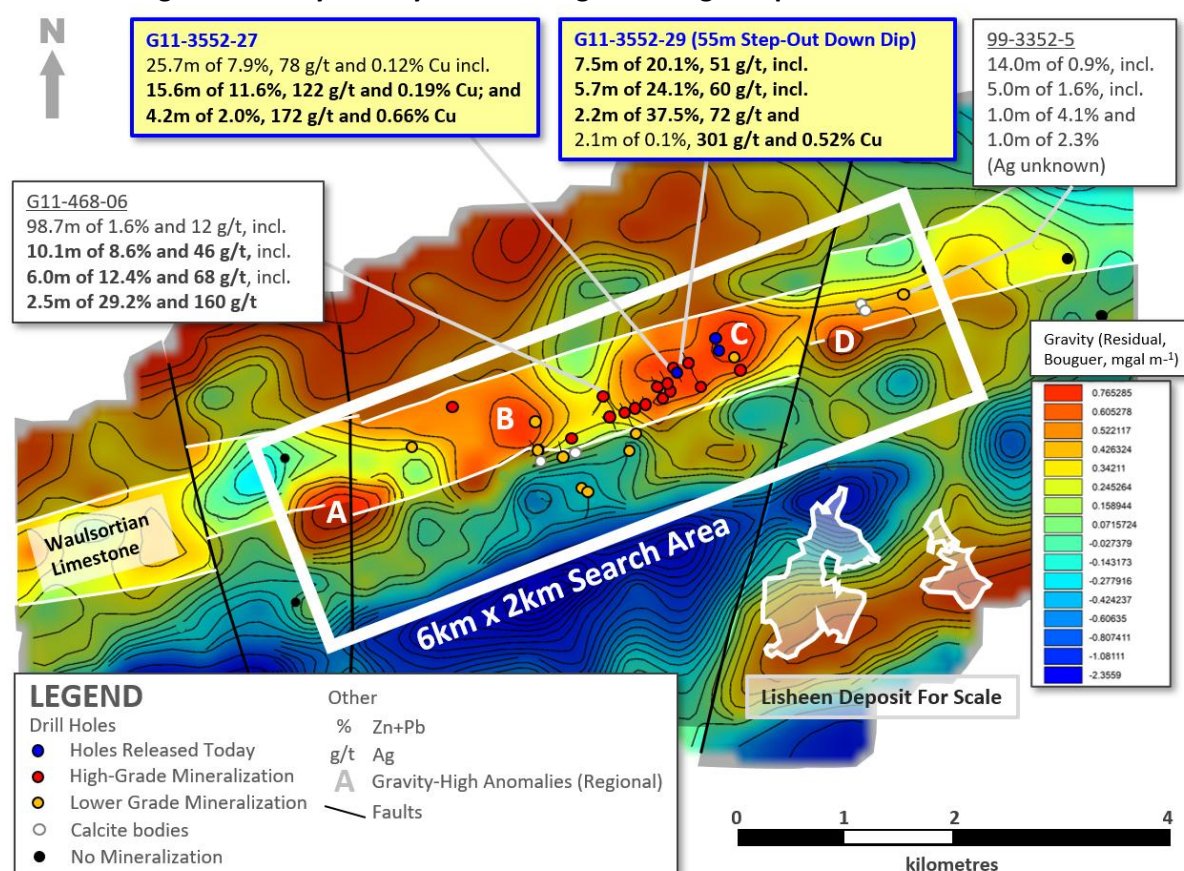 N
G11-3552-27
25.7m of 7.9%, 78 g/t and 0.12% Cu incl.
15.6m of 11.6%, 122 g/t and 0.19% Cu; and
4.2m of 2.0%, 172 g/t and 0.66% Cu
G11-3552-29 (55m Step-Out Down Dip)
7.5m of 20.1%, 51 g/t, incl.
5.7m of 24.1%, 60 g/t, incl.
2.2m of 37.5%, 72 g/t and
2.1m of 0.1%, 301 g/t and 0.52% Cu
99-3352-5
14.0m of 0.9%, incl.
5.0m of 1.6%, incl.
1.0m of 4.1% and
1.0m of 2.3%
(Ag unknown)
G11-468-06
98.7m of 1.6% and 12 g/t, incl.
10.1m of 8.6% and 46 g/t, incl.
6.0m of 12.4% and 68 g/t, incl.
2.5m of 29.2% and 160 g/t
A
B
C
D
Waulsortian
Limestone
6km x 2km Search Area
Gravity (Residual,
Bouguer, mgal m-1)
0.765285
0.605278
0.522117
0.426324
0.34211
0.245264
0.158944
0.0715724
-0.027379
-0.143173
-0.277916
-0.424237
-0.60635
-0.807411
-1.08111
-2.3559
Lisheen Deposit For Scale
LEGEND
Drill Holes
Holes Released Today
High-Grade Mineralization
Lower Grade Mineralization
Calcite bodies
No Mineralization
Other
% Zn+Pb
g/t Ag
A Gravity-High Anomalies (Regional)
Faults
0 1 2 4
kilometres